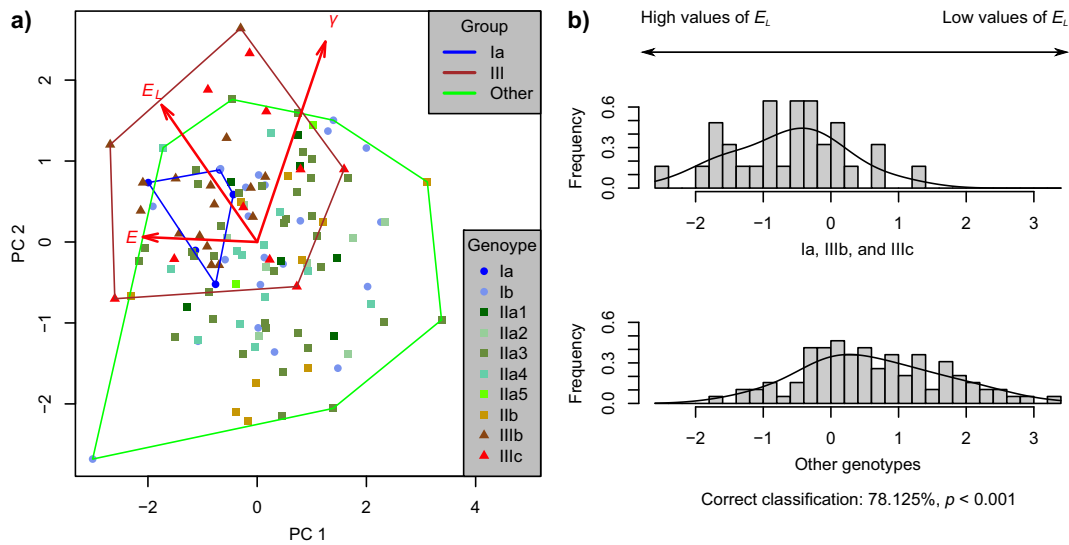 a)
PC 2
2
1
0
−1
−2
−2
0
2
4
PC 1
γ
E_L
E
Group
Ia
III
Other
Genoype
Ia
Ib
IIa1
IIa2
IIa3
IIa4
IIa5
IIb
IIIb
IIIc
b)
High values of E_L
Low values of E_L
Frequency
0.6
0.3
0.0
−2 −1 0 1 2 3
Ia, IIIb, and IIIc
Frequency
0.6
0.3
0.0
−2 −1 0 1 2 3
Other genotypes
Correct classification: 78.125%, p < 0.001